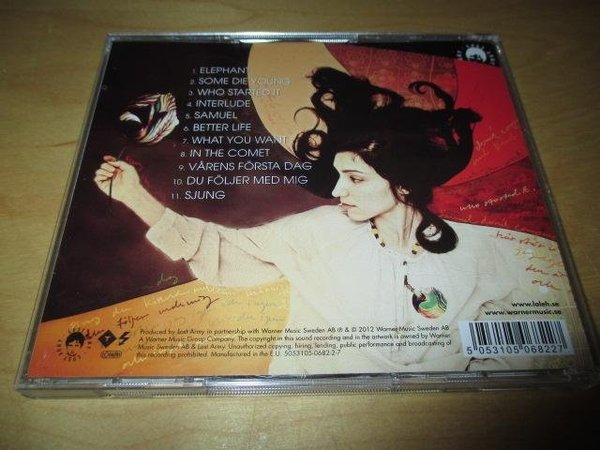 1. ELEPHANT
2. SOME DIE YOUNG
3. WHO STARTED IT
4. INTERLUDE
5. SAMUEL
6. BETTER LIFE
7. WHAT YOU WANT
8. IN THE COMET
9. VÅRENS FÖRSTA DAG
10. DU FÖLJER MED MIG
11. SJUNG
www.laleh.se
www.warnermusic.se
Produced by Lost Army in partnership with Warner Music Sweden AB ℗ & © 2012 Warner Music Sweden AB
A Warner Music Group Company. The copyright in this sound recording and in the artwork is owned by Warner
Music Sweden AB & Lost Army. Unauthorized copying, hiring, lending, public performance and broadcasting of
this recording prohibited. Manufactured in the E.U. 5053105-0682-2-7
5 053105 068227